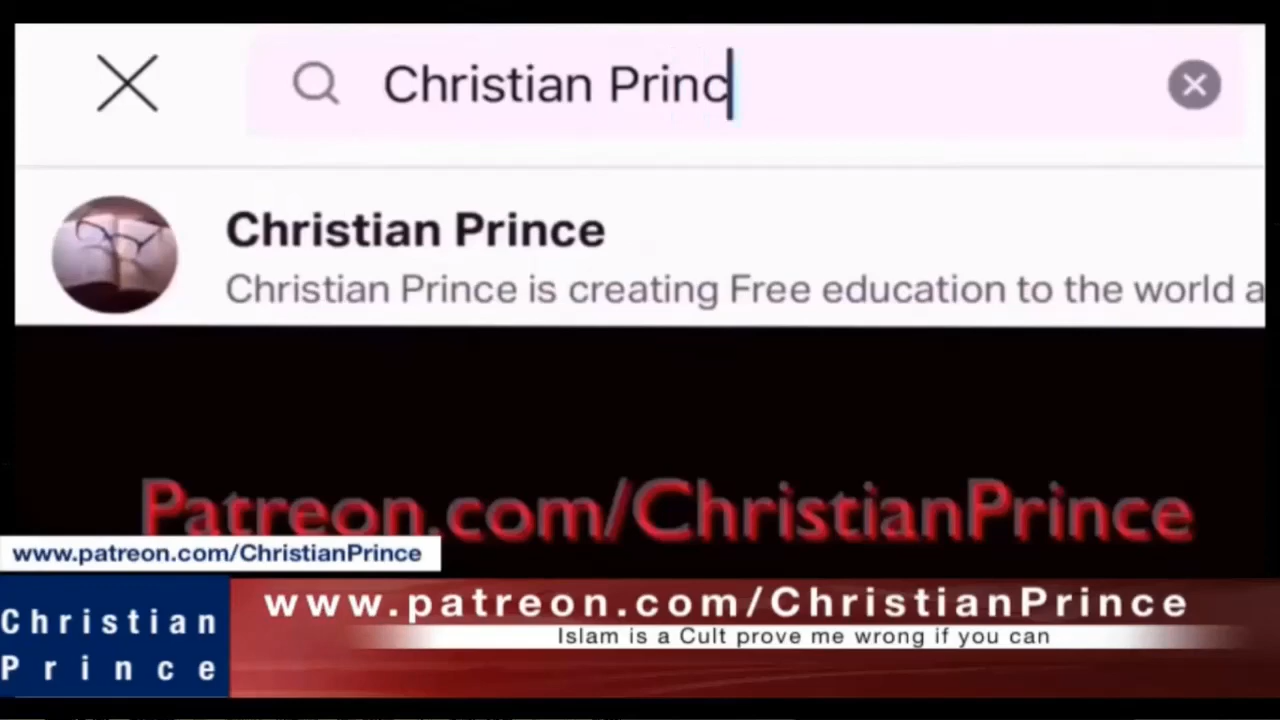 Christian Princ
Christian Prince
Christian Prince is creating Free education to the world a
Patreon.com/ChristianPrince
www.patreon.com/ChristianPrince
www.patreon.com/ChristianPrince
Islam is a Cult prove me wrong if you can
Christian
Prince